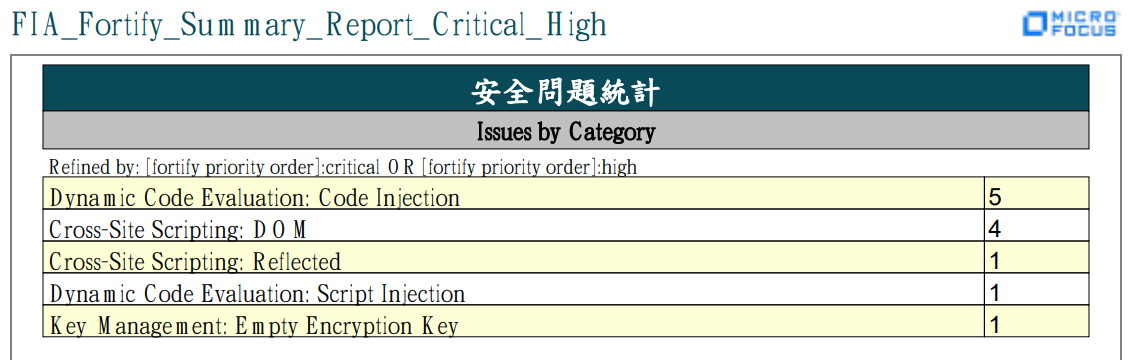 FIA_Fortify_Summary_Report_Critical_High
MICRO
FOCUS
安全問題統計
Issues by Category
Refined by: [fortify priority order]:critical OR [fortify priority order]:high
Dynamic Code Evaluation: Code Injection 5
Cross-Site Scripting: DOM 4
Cross-Site Scripting: Reflected 1
Dynamic Code Evaluation: Script Injection 1
Key Management: Empty Encryption Key 1